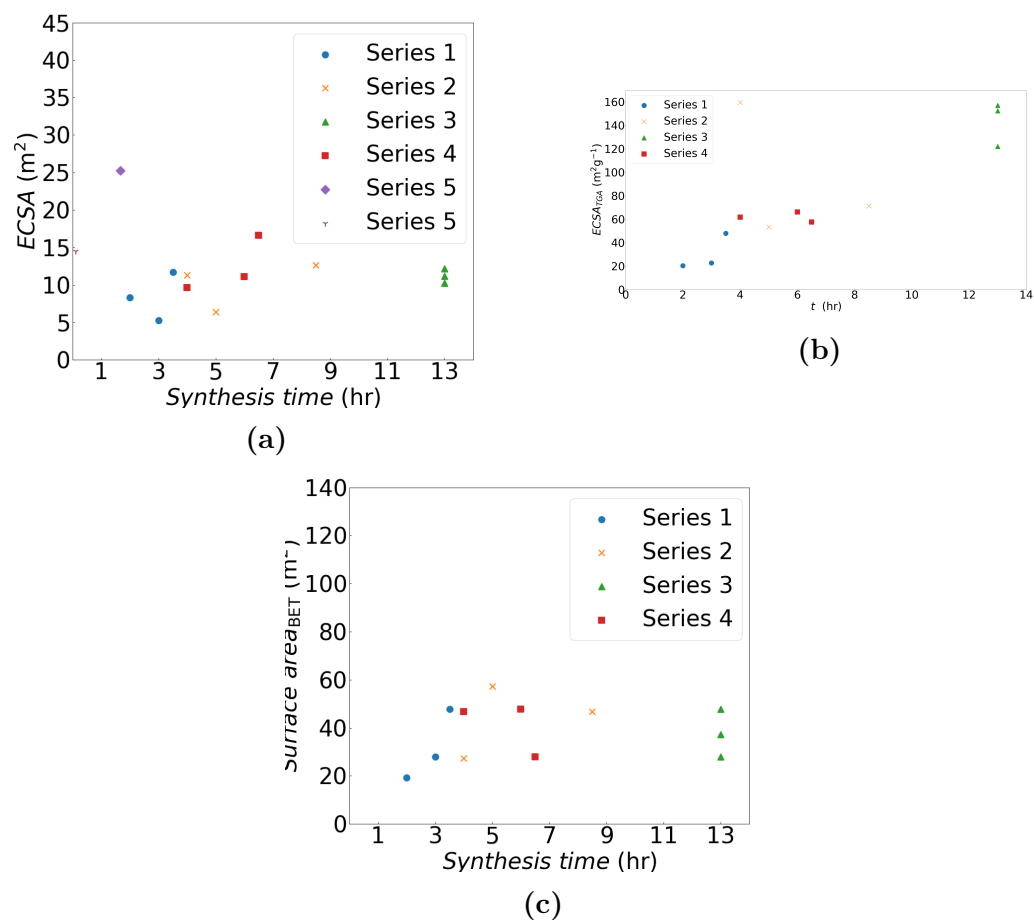 45
40
35
30
25
20
15
10
5
0
ECSA (m²)
Series 1
Series 2
Series 3
Series 4
Series 5
Series 5
1 3 5 7 9 11 13
Synthesis time (hr)
(a)
160
140
120
100
80
60
40
20
0
ECSA_TGA (m²g⁻¹)
Series 1
Series 2
Series 3
Series 4
0 2 4 6 8 10 12 14
t (hr)
(b)
140
120
100
80
60
40
20
0
Surface area_BET (m²
Series 1
Series 2
Series 3
Series 4
1 3 5 7 9 11 13
Synthesis time (hr)
(c)